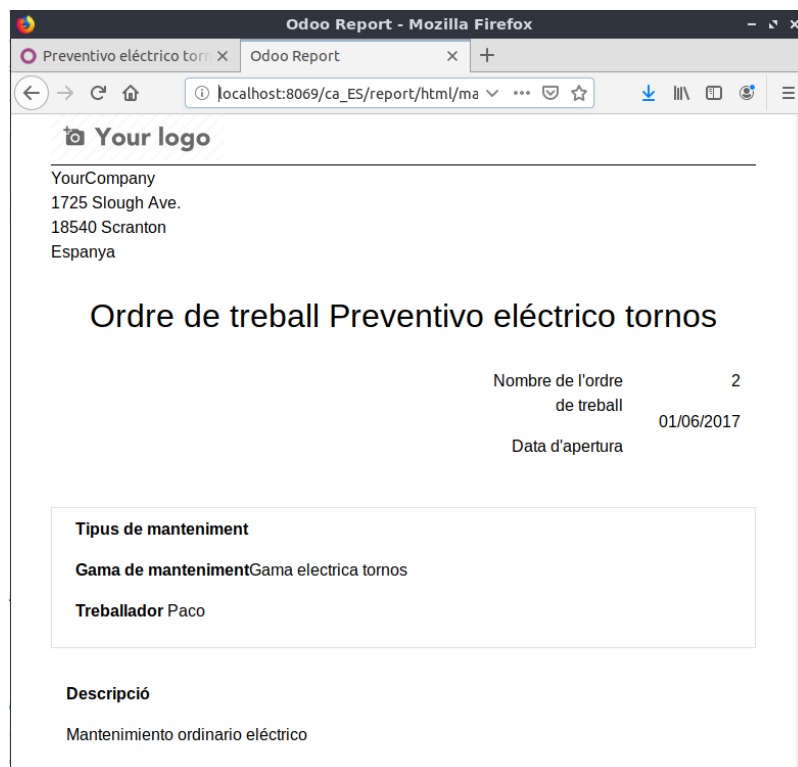 Odoo Report - Mozilla Firefox
Preventivo eléctrico torn
Odoo Report
localhost:8069/ca_ES/report/html/ma
Your logo
YourCompany
1725 Slough Ave.
18540 Scranton
Espanya
Ordre de treball Preventivo eléctrico tornos
Nombre de l'ordre 2
de treball
01/06/2017
Data d'apertura
Tipus de manteniment
Gama de mantenimentGama electrica tornos
Treballador Paco
Descripció
Mantenimiento ordinario eléctrico